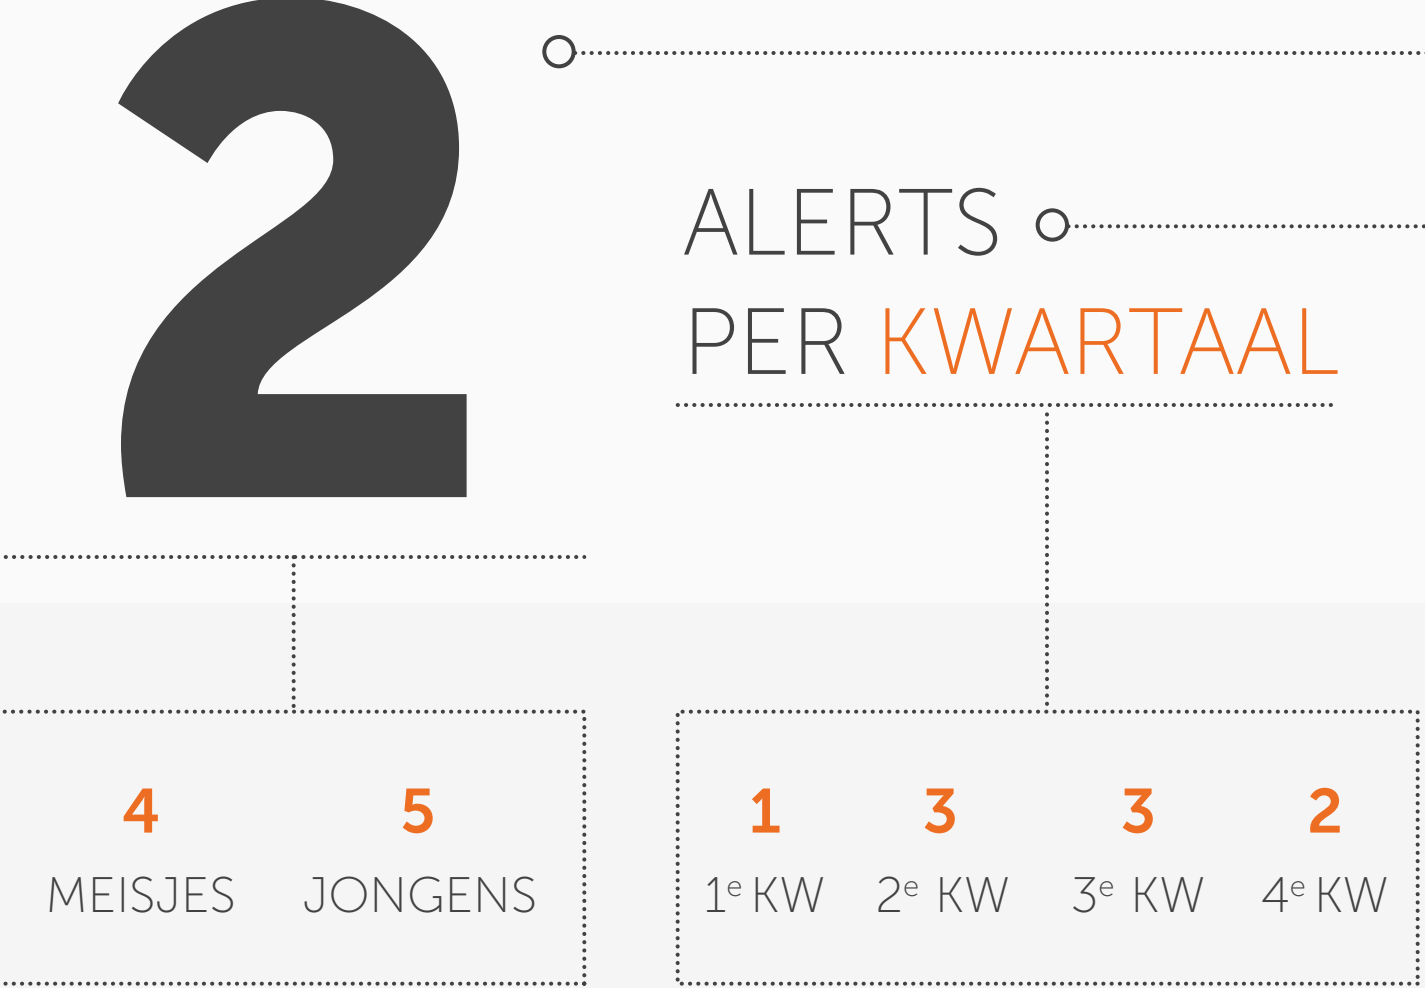 2
ALERTS
PER KWARTAAL
4 5
MEISJES JONGENS
1 3 3 2
1e KW 2e KW 3e KW 4e KW